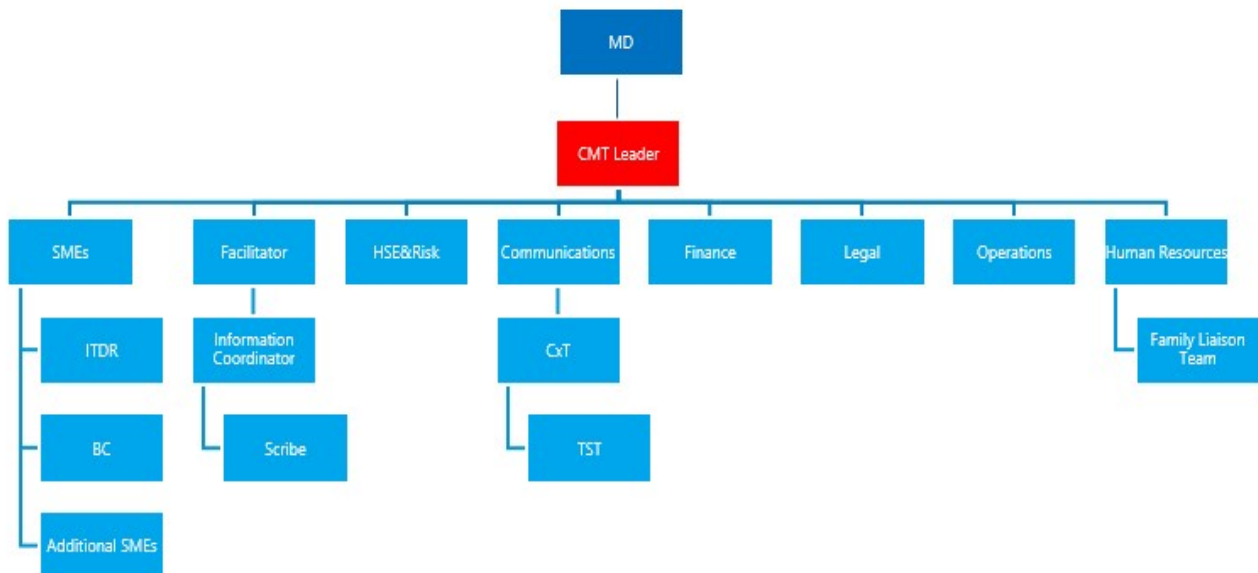 MD
CMT Leader
SMEs
Facilitator
HSE&Risk
Communications
Finance
Legal
Operations
Human Resources
ITDR
Information
Coordinator
CxT
Family Liaison
Team
BC
Scribe
TST
Additional SMEs